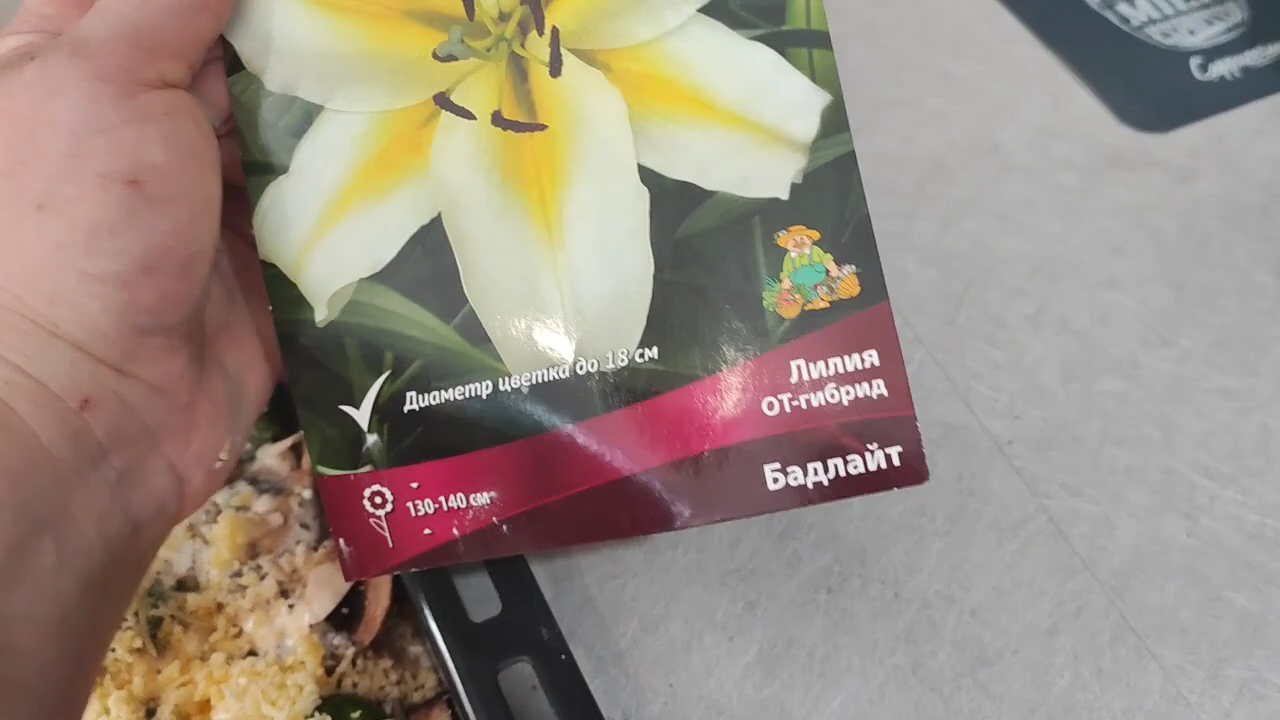 Диаметр цветка до 18 см
Лилия
ОТ-гибрид
Бадлайт
130-140 см